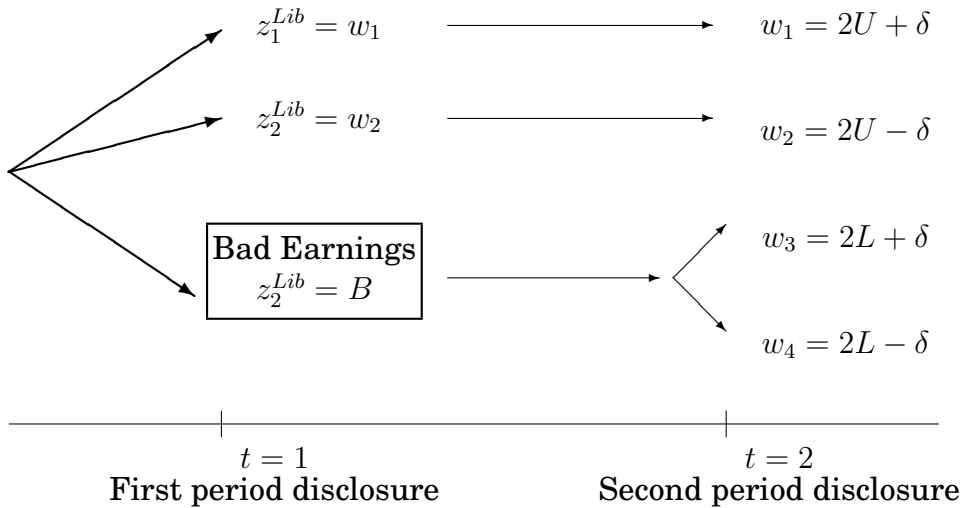 z_1^{Lib} = w_1
w_1 = 2U + δ
z_2^{Lib} = w_2
w_2 = 2U − δ
Bad Earnings
z_2^{Lib} = B
w_3 = 2L + δ
w_4 = 2L − δ
t = 1
First period disclosure
t = 2
Second period disclosure